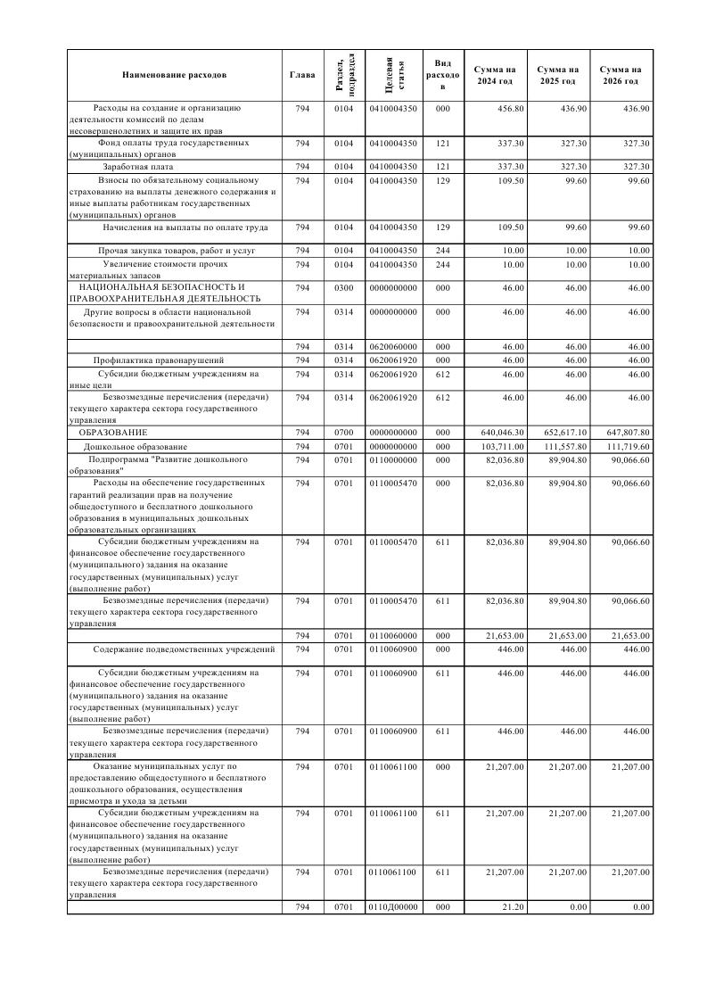 Наименование расходов Глава Раздел, подраздел Целевая статья Вид расходо в Сумма на 2024 год Сумма на 2025 год Сумма на 2026 год
Расходы на создание и организацию 794 0104 0410004350 000 456.80 436.90 436.90
деятельности комиссий по делам
несовершенолетних и защите их прав
Фонд оплаты труда государственных 794 0104 0410004350 121 337.30 327.30 327.30
(муниципальных) органов
Заработная плата 794 0104 0410004350 121 337.30 327.30 327.30
Взносы по обязательному социальному 794 0104 0410004350 129 109.50 99.60 99.60
страхованию на выплаты денежного содержания и
иные выплаты работникам государственных
(муниципальных) органов
Начисления на выплаты по оплате труда 794 0104 0410004350 129 109.50 99.60 99.60
Прочая закупка товаров, работ и услуг 794 0104 0410004350 244 10.00 10.00 10.00
Увеличение стоимости прочих 794 0104 0410004350 244 10.00 10.00 10.00
материальных запасов
НАЦИОНАЛЬНАЯ БЕЗОПАСНОСТЬ И 794 0300 0000000000 000 46.00 46.00 46.00
ПРАВООХРАНИТЕЛЬНАЯ ДЕЯТЕЛЬНОСТЬ
Другие вопросы в области национальной 794 0314 0000000000 000 46.00 46.00 46.00
безопасности и правоохранительной деятельности
794 0314 0620060000 000 46.00 46.00 46.00
Профилактика правонарушений 794 0314 0620061920 000 46.00 46.00 46.00
Субсидии бюджетным учреждениям на 794 0314 0620061920 612 46.00 46.00 46.00
иные цели
Безвозмездные перечисления (передачи) 794 0314 0620061920 612 46.00 46.00 46.00
текущего характера сектора государственного
управления
ОБРАЗОВАНИЕ 794 0700 0000000000 000 640,046.30 652,617.10 647,807.80
Дошкольное образование 794 0701 0000000000 000 103,711.00 111,557.80 111,719.60
Подпрограмма "Развитие дошкольного 794 0701 0110000000 000 82,036.80 89,904.80 90,066.60
образования"
Расходы на обеспечение государственных 794 0701 0110005470 000 82,036.80 89,904.80 90,066.60
гарантий реализации прав на получение
общедоступного и бесплатного дошкольного
образования в муниципальных дошкольных
образовательных организациях
Субсидии бюджетным учреждениям на 794 0701 0110005470 611 82,036.80 89,904.80 90,066.60
финансовое обеспечение государственного
(муниципального) задания на оказание
государственных (муниципальных) услуг
(выполнение работ)
Безвозмездные перечисления (передачи) 794 0701 0110005470 611 82,036.80 89,904.80 90,066.60
текущего характера сектора государственного
управления
794 0701 0110060000 000 21,653.00 21,653.00 21,653.00
Содержание подведомственных учреждений 794 0701 0110060900 000 446.00 446.00 446.00
Субсидии бюджетным учреждениям на 794 0701 0110060900 611 446.00 446.00 446.00
финансовое обеспечение государственного
(муниципального) задания на оказание
государственных (муниципальных) услуг
(выполнение работ)
Безвозмездные перечисления (передачи) 794 0701 0110060900 611 446.00 446.00 446.00
текущего характера сектора государственного
управления
Оказание муниципальных услуг по 794 0701 0110061100 000 21,207.00 21,207.00 21,207.00
предоставлению общедоступного и бесплатного
дошкольного образования, осуществления
присмотра и ухода за детьми
Субсидии бюджетным учреждениям на 794 0701 0110061100 611 21,207.00 21,207.00 21,207.00
финансовое обеспечение государственного
(муниципального) задания на оказание
государственных (муниципальных) услуг
(выполнение работ)
Безвозмездные перечисления (передачи) 794 0701 0110061100 611 21,207.00 21,207.00 21,207.00
текущего характера сектора государственного
управления
794 0701 0110Д00000 000 21.20 0.00 0.00